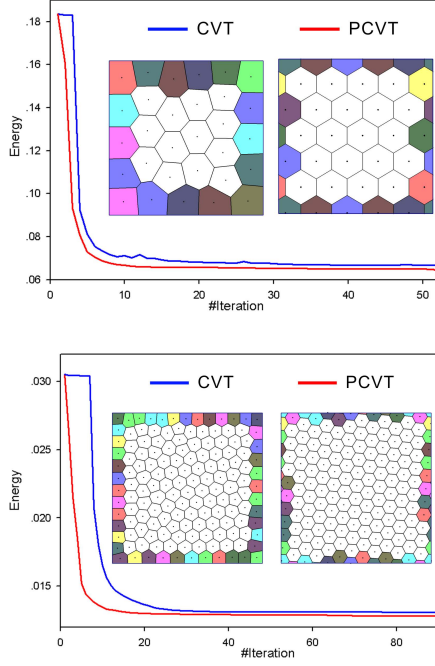 .18
CVT
PCVT
.16
.14
Energy
.12
.10
.08
.06
0
10
20
30
40
50
#Iteration
.030
CVT
PCVT
.025
Energy
.020
.015
0
20
40
60
80
#Iteration